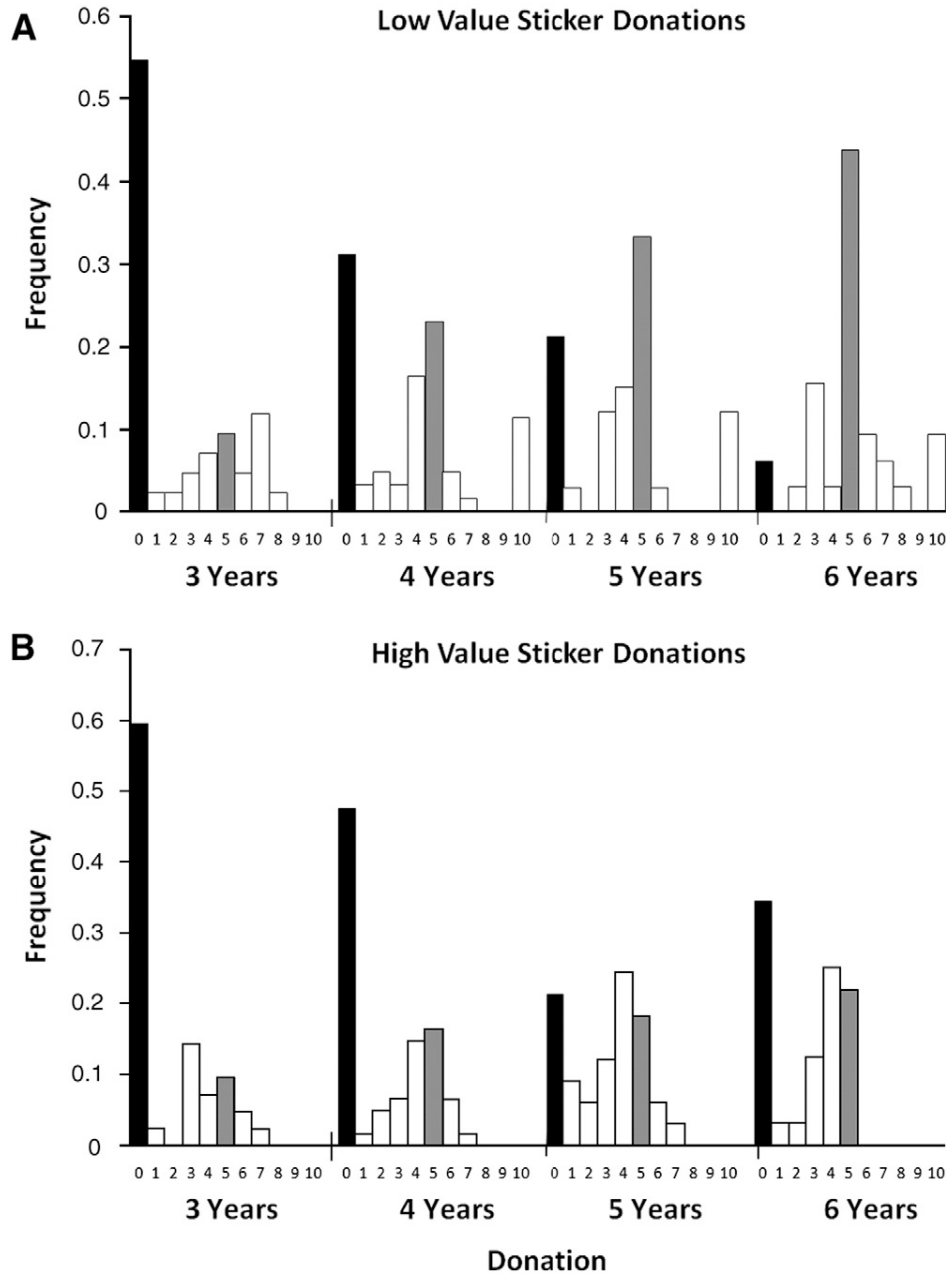 A
Low Value Sticker Donations
0.6
0.5
0.4
0.3
0.2
0.1
0
Frequency
0 1 2 3 4 5 6 7 8 9 10 0 1 2 3 4 5 6 7 8 9 10 0 1 2 3 4 5 6 7 8 9 10 0 1 2 3 4 5 6 7 8 9 10
3 Years 4 Years 5 Years 6 Years
B
High Value Sticker Donations
0.7
0.6
0.5
0.4
0.3
0.2
0.1
0
Frequency
0 1 2 3 4 5 6 7 8 9 10 0 1 2 3 4 5 6 7 8 9 10 0 1 2 3 4 5 6 7 8 9 10 0 1 2 3 4 5 6 7 8 9 10
3 Years 4 Years 5 Years 6 Years
Donation